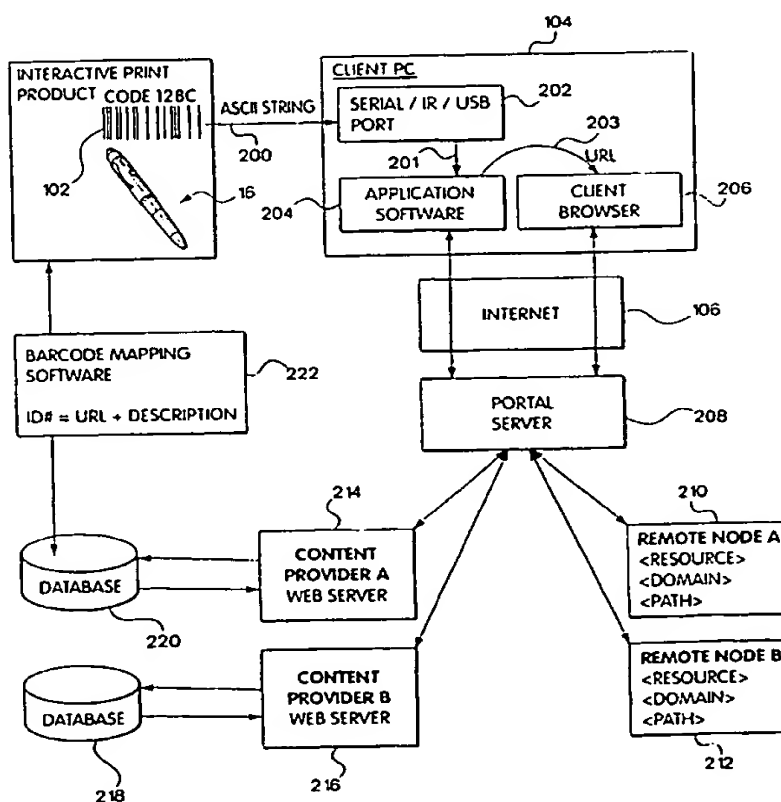 104
INTERACTIVE PRINT
PRODUCT
CODE 128C
102
16
ASCII STRING
200
CLIENT PC
SERIAL / IR / USB
PORT
202
201
203
URL
204
APPLICATION
SOFTWARE
CLIENT
BROWSER
206
INTERNET
106
BARCODE MAPPING
SOFTWARE
ID# = URL + DESCRIPTION
222
PORTAL
SERVER
208
214
210
DATABASE
220
CONTENT
PROVIDER A
WEB SERVER
REMOTE NODE A
<RESOURCE>
<DOMAIN>
<PATH>
DATABASE
218
CONTENT
PROVIDER B
WEB SERVER
216
REMOTE NODE B
<RESOURCE>
<DOMAIN>
<PATH>
212